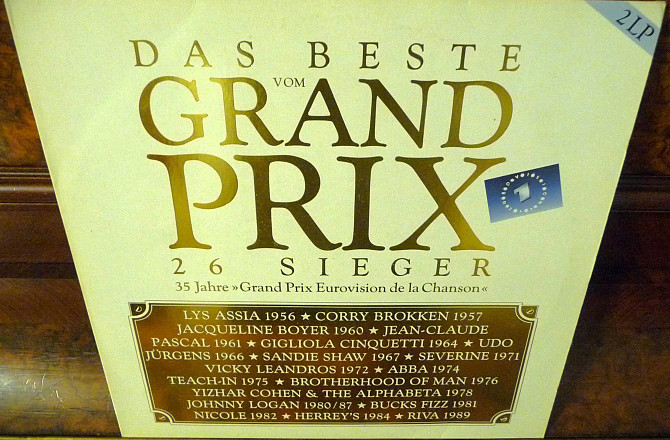 2 LP
DAS BESTE
VOM
GRAND
PRIX
26 SIEGER
35 Jahre »Grand Prix Eurovision de la Chanson«
LYS ASSIA 1956 ★ CORRY BROKKEN 1957
JACQUELINE BOYER 1960 ★ JEAN-CLAUDE
PASCAL 1961 ★ GIGLIOLA CINQUETTI 1964 ★ UDO
JÜRGENS 1966 ★ SANDIE SHAW 1967 ★ SEVERINE 1971
VICKY LEANDROS 1972 ★ ABBA 1974
TEACH-IN 1975 ★ BROTHERHOOD OF MAN 1976
YIZHAR COHEN & THE ALPHABETA 1978
JOHNNY LOGAN 1980/87 ★ BUCKS FIZZ 1981
NICOLE 1982 ★ HERREY'S 1984 ★ RIVA 1989